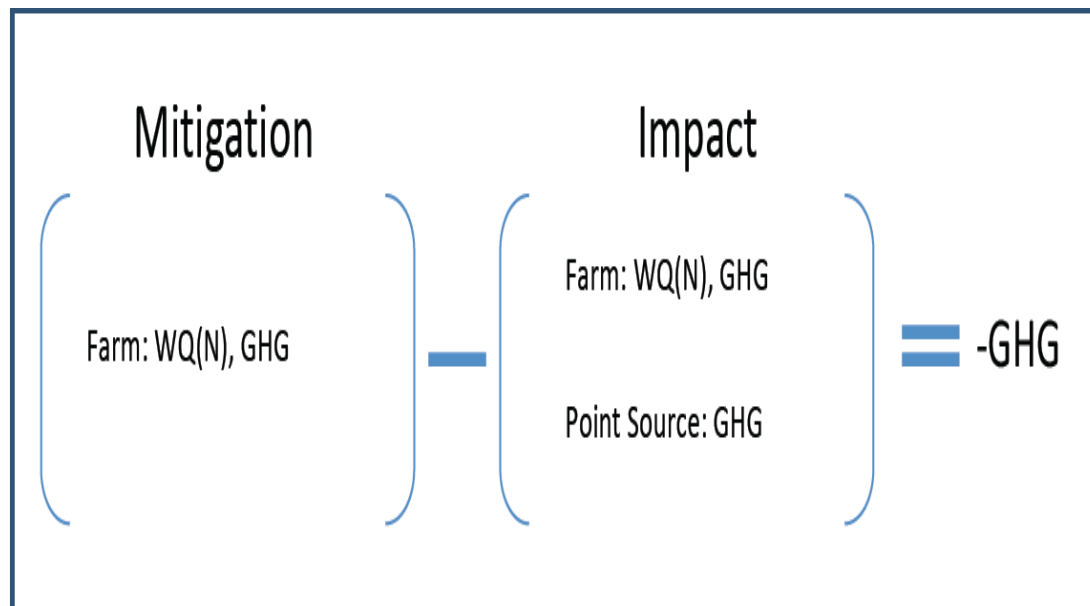 Mitigation
Impact
Farm: WQ(N), GHG
Farm: WQ(N), GHG
Point Source: GHG
-GHG